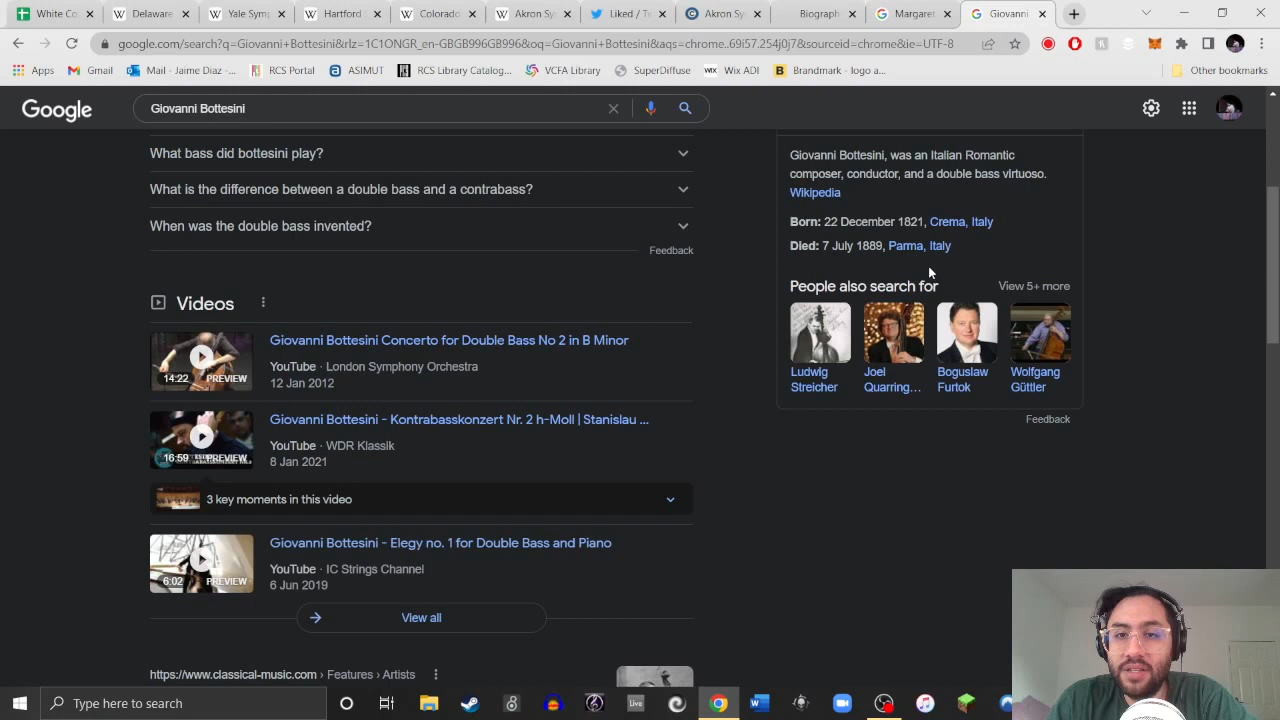 White Co
Delaware
Yale Symp
Hartford
Colorado
Akron Sy
Liked / Tw
Akron Sy
Biograph
Margaret
Giovanni
google.com/search?q=Giovanni+Bottesini&rlz=1C1ONGR_en-GBIE996GB996&oq=Giovanni+Bottesini&aqs=chrome..69i57.254j0j7&sourceid=chrome&ie=UTF-8
Apps
Gmail
Mail - Jaime Diaz -...
RCS Portal
ASIMUT
RCS Library Catalog...
VCFA Library
SuperDiffuse
WIX Wix ADI
Brandmark - logo a...
Other bookmarks
Google
Giovanni Bottesini
What bass did bottesini play?
What is the difference between a double bass and a contrabass?
When was the double bass invented?
Feedback
Videos
14:22 PREVIEW
Giovanni Bottesini Concerto for Double Bass No 2 in B Minor
YouTube · London Symphony Orchestra
12 Jan 2012
16:59 PREVIEW
Giovanni Bottesini - Kontrabasskonzert Nr. 2 h-Moll | Stanislau ...
YouTube · WDR Klassik
8 Jan 2021
3 key moments in this video
6:02 PREVIEW
Giovanni Bottesini - Elegy no. 1 for Double Bass and Piano
YouTube · IC Strings Channel
6 Jun 2019
View all
https://www.classical-music.com › Features › Artists
Giovanni Bottesini, was an Italian Romantic
composer, conductor, and a double bass virtuoso.
Wikipedia
Born: 22 December 1821, Crema, Italy
Died: 7 July 1889, Parma, Italy
People also search for
View 5+ more
Ludwig
Streicher
Joel
Quarring...
Boguslaw
Furtok
Wolfgang
Güttler
Feedback
Type here to search
Live